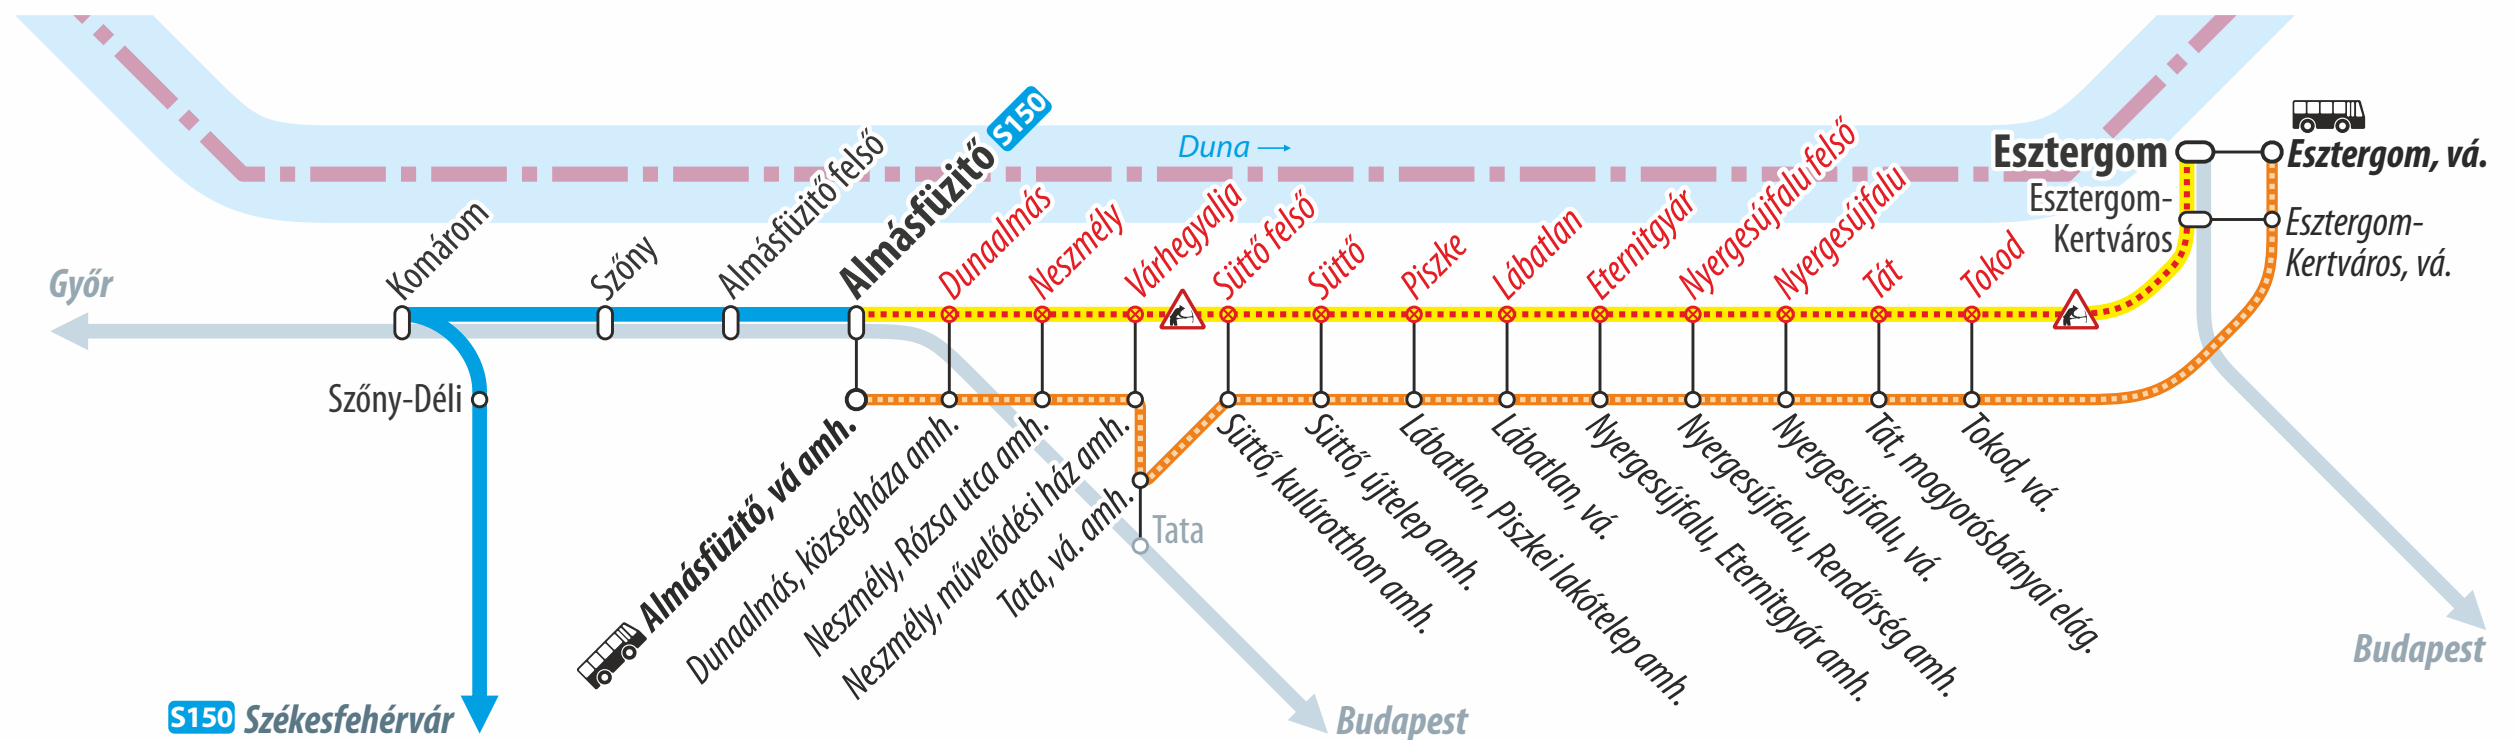 Duna
Győr
Komárom
Szőny
Almásfüzitő felső
Almásfüzitő
S150
Dunaalmás
Neszmély
Várhegyalja
Süttő felső
Süttő
Piszke
Lábatlan
Eternitgyár
Nyergesújfalu felső
Nyergesújfalu
Tát
Tokod
Esztergom
Esztergom-
Kertváros
Esztergom, vá.
Esztergom-
Kertváros, vá.
Szőny-Déli
S150 Székesfehérvár
Almásfüzitő, vá amh.
Dunaalmás, községháza amh.
Neszmély, Rózsa utca amh.
Neszmély, művelődési ház amh.
Tata, vá. amh.
Tata
Süttő, kulúrotthon amh.
Süttő, újtelep amh.
Lábatlan, Piszkei lakótelep amh.
Lábatlan, vá.
Nyergesújfalu, Eternitgyár amh.
Nyergesújfalu, Rendőrség amh.
Nyergesújfalu, vá.
Tát, mogyorósbányai elág.
Tokod, vá.
Budapest
Budapest